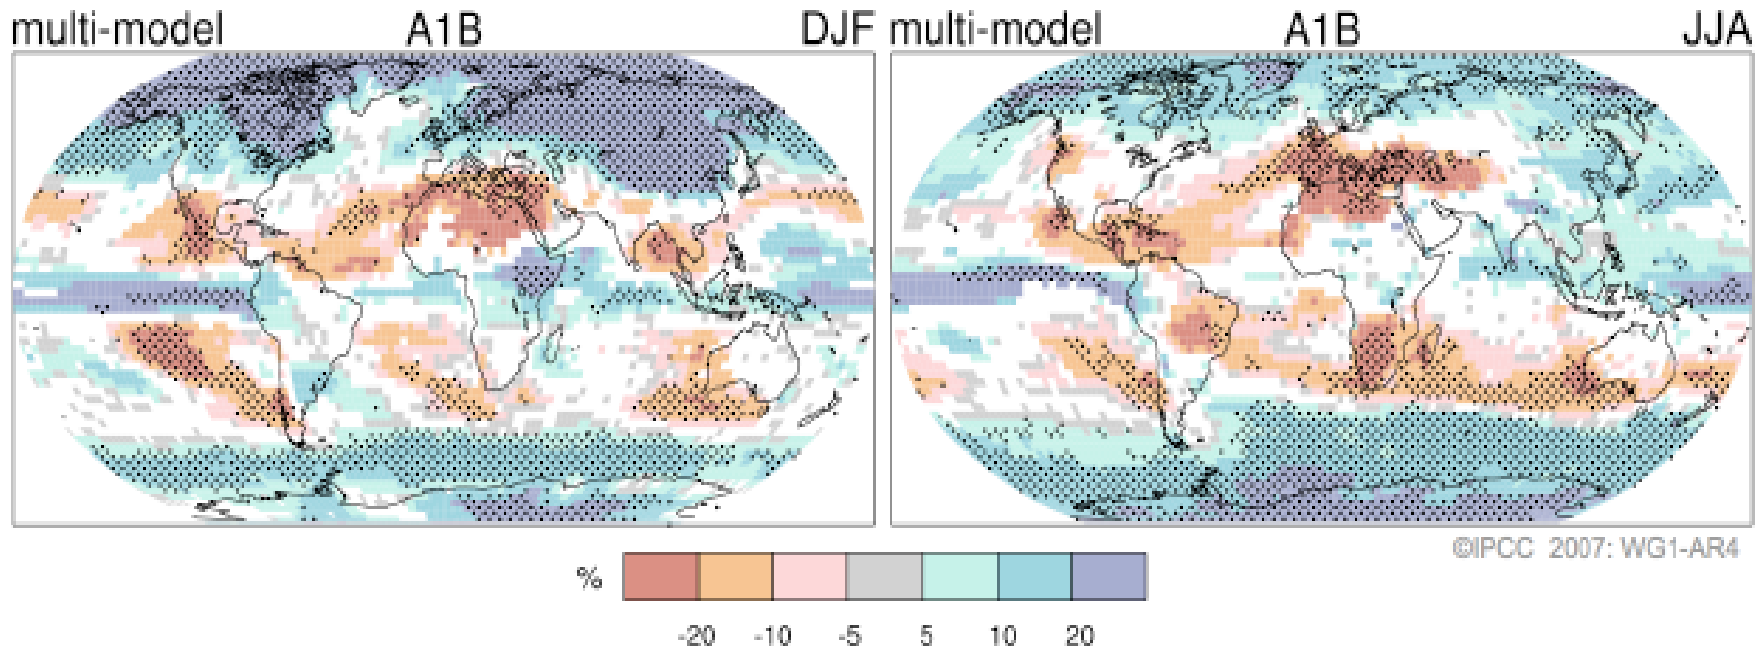 multi-model A1B DJF
multi-model A1B JJA
©IPCC 2007: WG1-AR4
%
-20 -10 -5 5 10 20